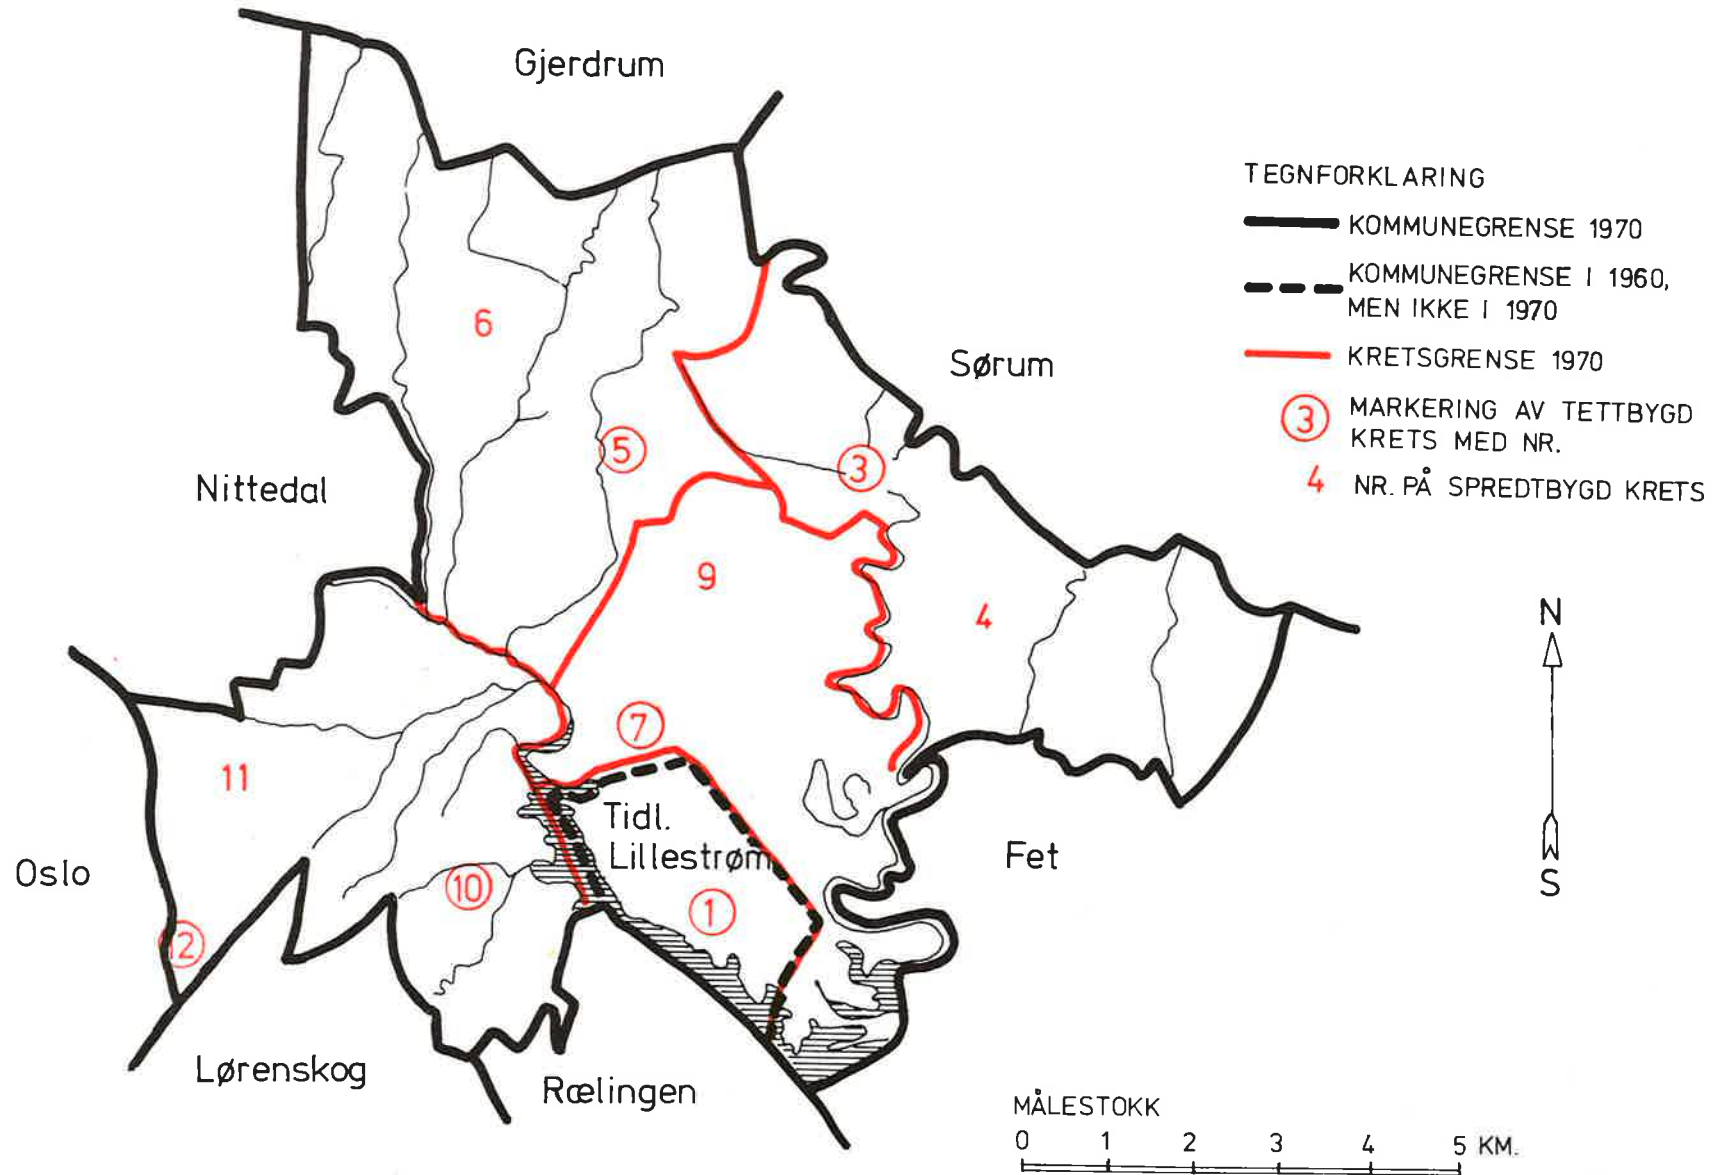 Gjerdrum
TEGNFORKLARING
KOMMUNEGRENSE 1970
KOMMUNEGRENSE I 1960,
MEN IKKE I 1970
KRETSGRENSE 1970
3 MARKERING AV TETTBYGD
KRETS MED NR.
4 NR. PÅ SPREDTBYGD KRETS
6
Sørum
5
3
Nittedal
9
4
N
S
7
11
Tidl.
Lillestrøm
Fet
Oslo
10
1
12
Lørenskog
Rælingen
MÅLESTOKK
0 1 2 3 4 5 KM.